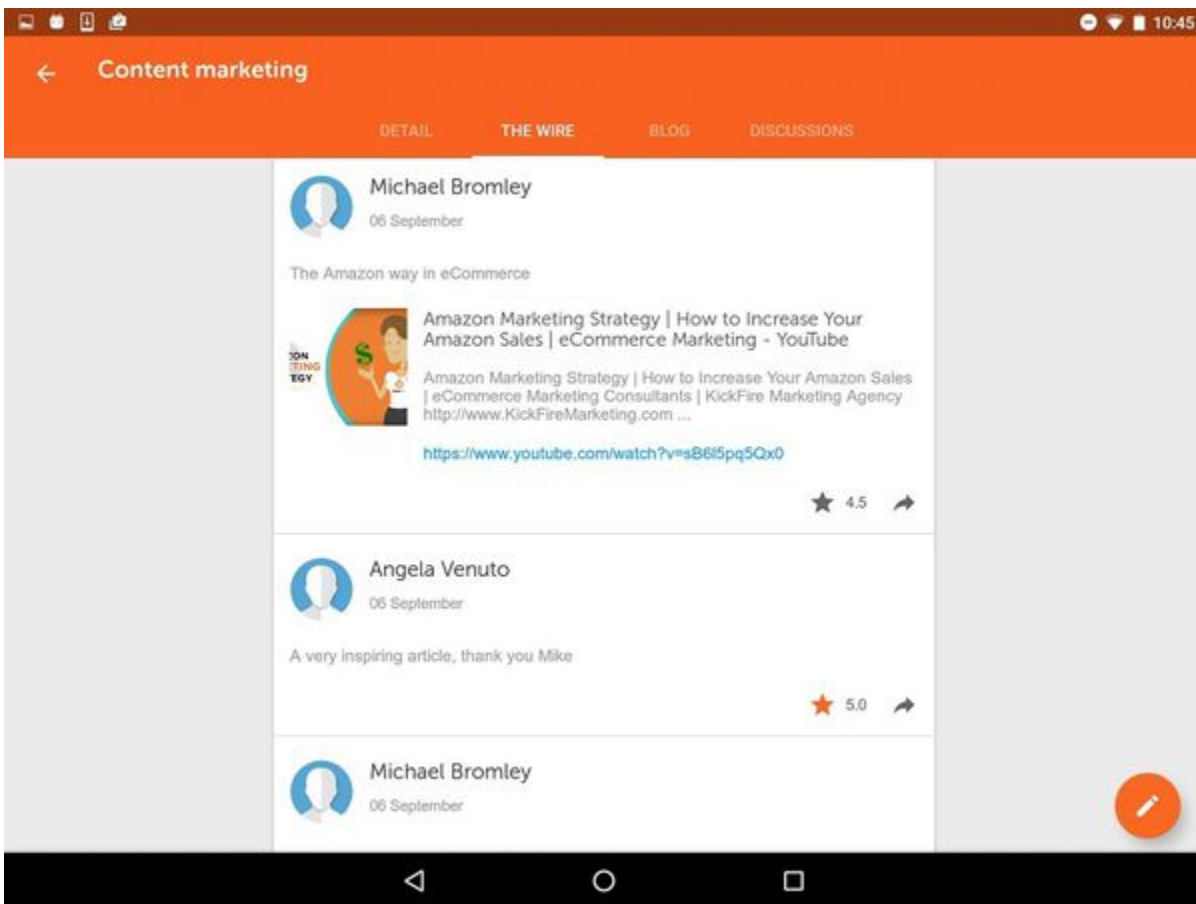 10:45
Content marketing
DETAIL THE WIRE BLOG DISCUSSIONS
Michael Bromley
06 September
The Amazon way in eCommerce
Amazon Marketing Strategy | How to Increase Your
Amazon Sales | eCommerce Marketing - YouTube
ZON
ETING
TEGY
$
Amazon Marketing Strategy | How to Increase Your Amazon Sales
| eCommerce Marketing Consultants | KickFire Marketing Agency
http://www.KickFireMarketing.com ...
https://www.youtube.com/watch?v=sB6l5pq5Qx0
4.5
Angela Venuto
06 September
A very inspiring article, thank you Mike
5.0
Michael Bromley
06 September